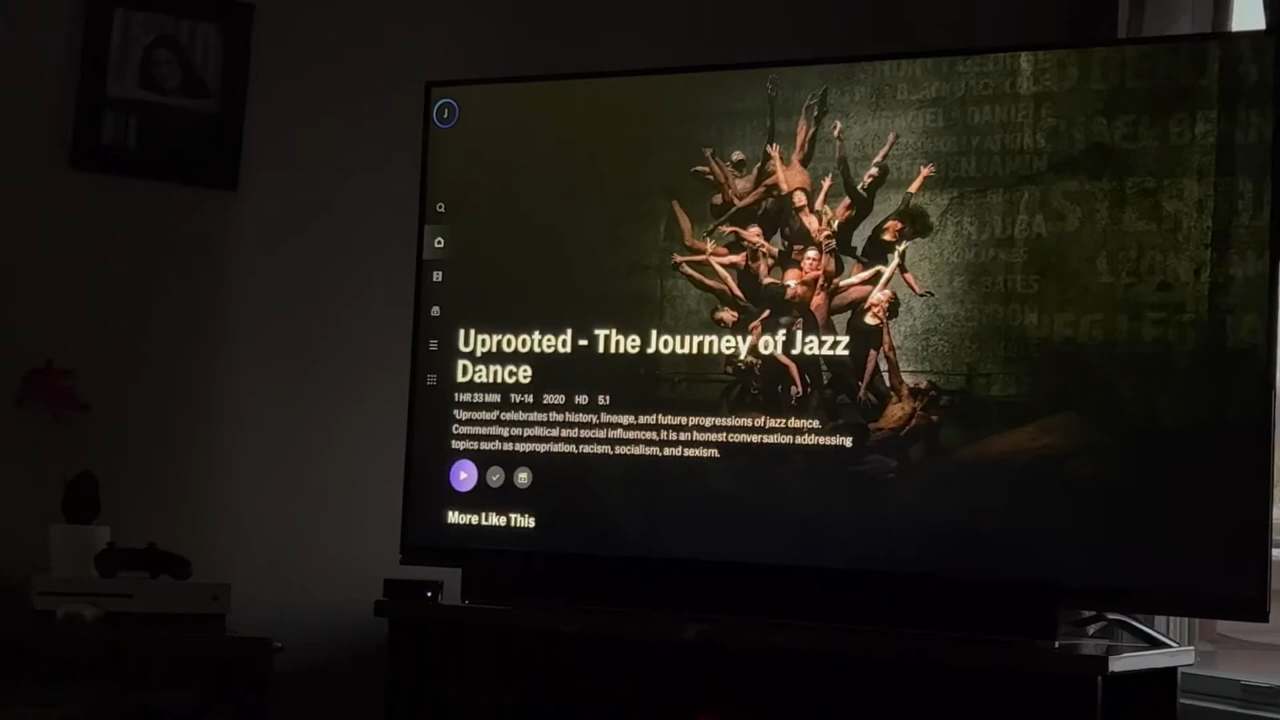 J
Uprooted - The Journey of Jazz
Dance
1 HR 33 MIN TV-14 2020 HD 5.1
'Uprooted' celebrates the history, lineage, and future progressions of jazz dance.
Commenting on political and social influences, it is an honest conversation addressing
topics such as appropriation, racism, socialism, and sexism.
More Like This